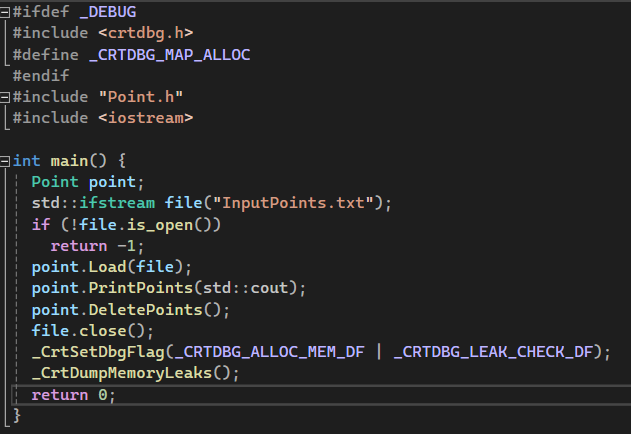 #ifdef _DEBUG
#include <crtdbg.h>
#define _CRTDBG_MAP_ALLOC
#endif
#include "Point.h"
#include <iostream>
int main() {
Point point;
std::ifstream file("InputPoints.txt");
if (!file.is_open())
return -1;
point.Load(file);
point.PrintPoints(std::cout);
point.DeletePoints();
file.close();
_CrtSetDbgFlag(_CRTDBG_ALLOC_MEM_DF | _CRTDBG_LEAK_CHECK_DF);
_CrtDumpMemoryLeaks();
return 0;
}